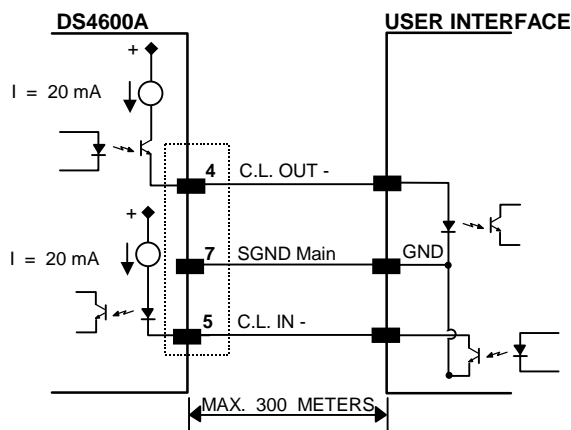 DS4600A
USER INTERFACE
+
I = 20 mA
4 C.L. OUT -
+
I = 20 mA
7 SGND Main
GND
5 C.L. IN -
MAX. 300 METERS